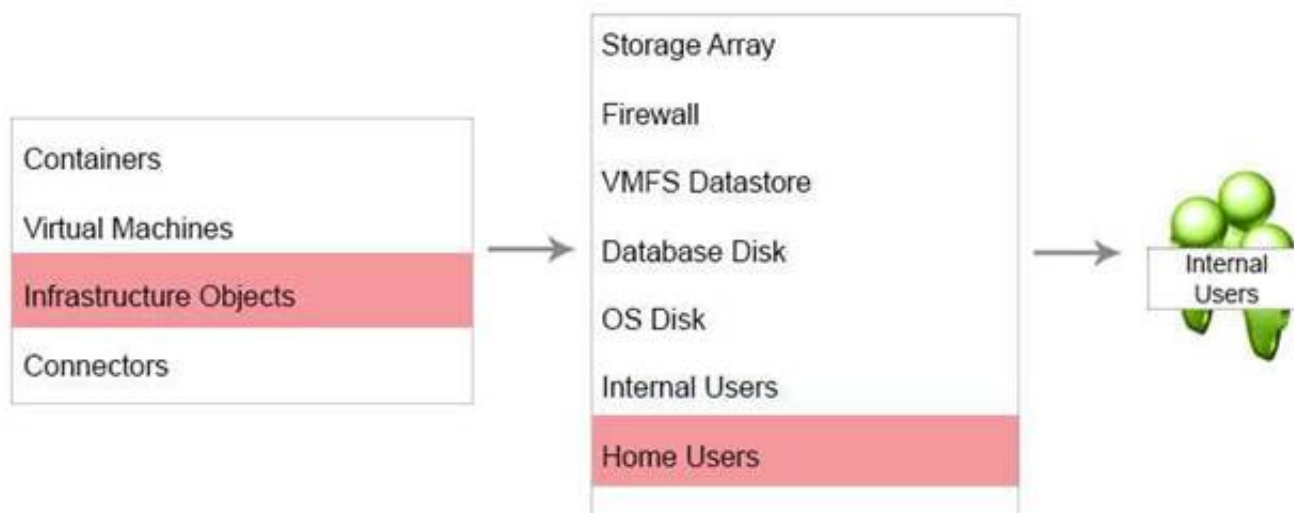 Containers
Virtual Machines
Infrastructure Objects
Connectors
Storage Array
Firewall
VMFS Datastore
Database Disk
OS Disk
Internal Users
Home Users
Internal
Users